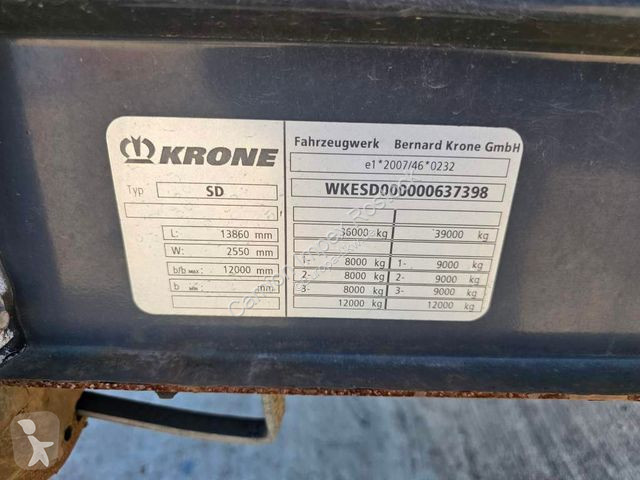 KRONE
Typ SD
L: 13860 mm
W: 2550 mm
b/b MAX: 12000 mm
b MIN: mm
Fahrzeugwerk Bernard Krone GmbH
e1*2007/46*0232
WKESD000000637398
36000 kg 39000 kg
1- 8000 kg 1- 9000 kg
2- 8000 kg 2- 9000 kg
3- 8000 kg 3- 9000 kg
12000 kg 12000 kg